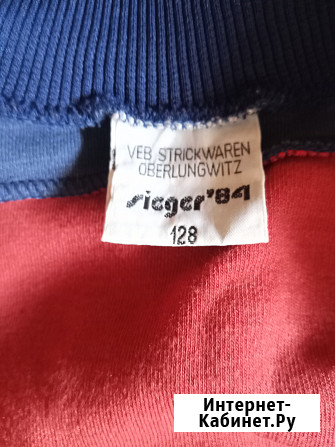 VEB STRICKWAREN
OBERLUNGWITZ
sieger'84
128
Интернет-
Кабинет.Ру